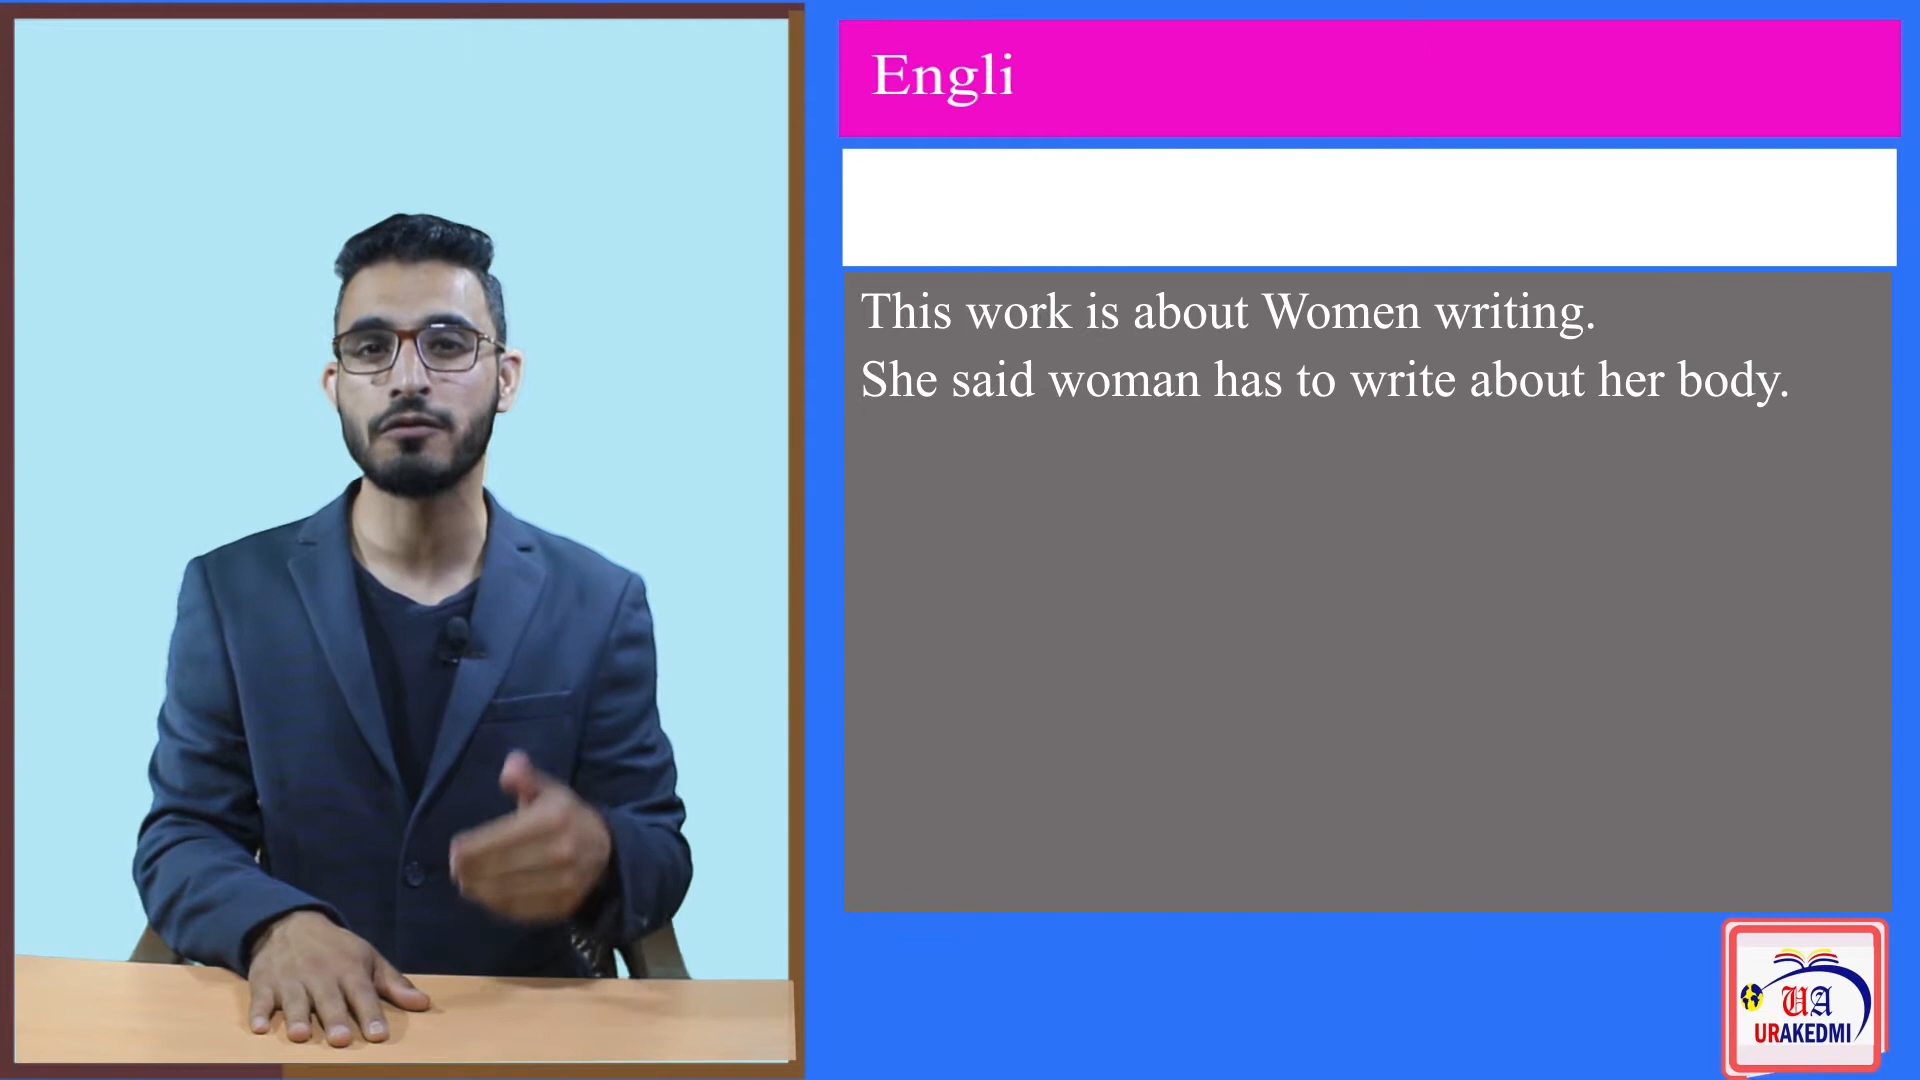 Engli
This work is about Women writing.
She said woman has to write about her body.
UA
URAKEDMI